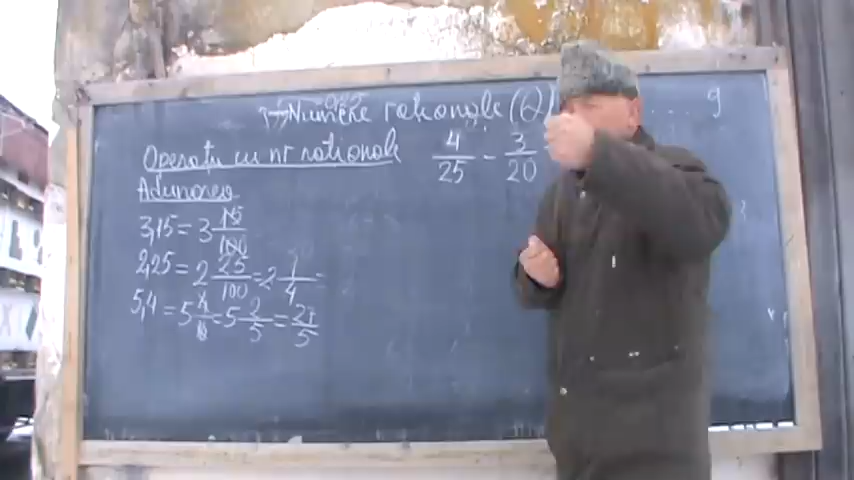 Numere raționale (Q) ... 9
Operații cu nr raționale
Adunarea
4/25 - 3/20
3,15 = 3 15/100
2,25 = 2 25/100 = 2 1/4 =
5,4 = 5 4/10 = 5 2/5 = 27/5